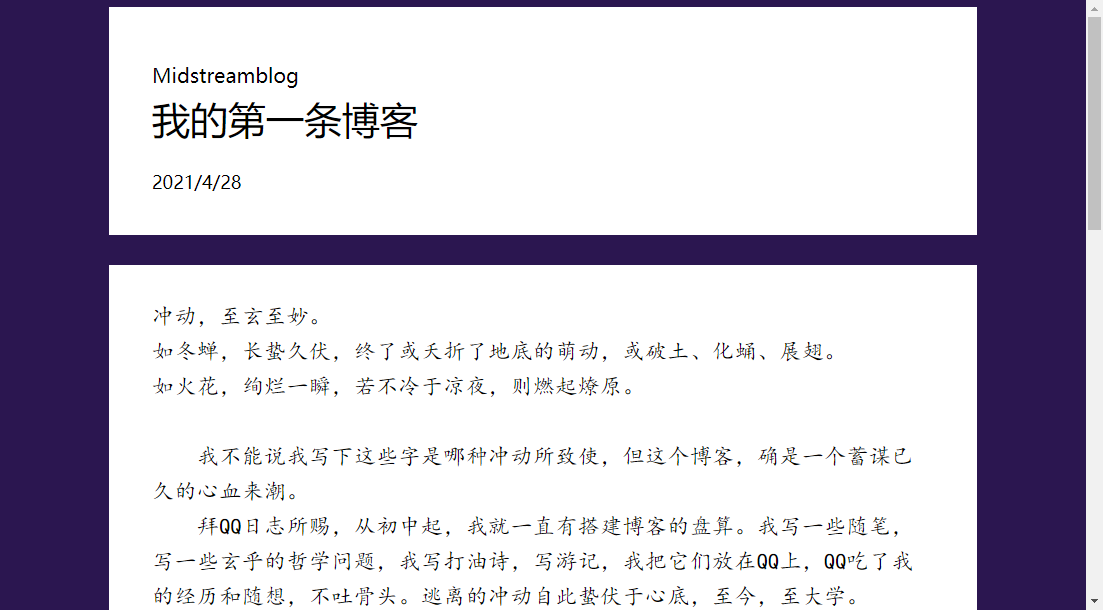 Midstreamblog
我的第一条博客
2021/4/28
冲动，至玄至妙。
如冬蝉，长蛰久伏，终了或夭折了地底的萌动，或破土、化蛹、展翅。
如火花，绚烂一瞬，若不冷于凉夜，则燃起燎原。
我不能说我写下这些字是哪种冲动所致使，但这个博客，确是一个蓄谋已
久的心血来潮。
拜QQ日志所赐，从初中起，我就一直有搭建博客的盘算。我写一些随笔，
写一些玄乎的哲学问题，我写打油诗，写游记，我把它们放在QQ上，QQ吃了我
的经历和随想，不吐骨头。逃离的冲动自此蛰伏于心底，至今，至大学。